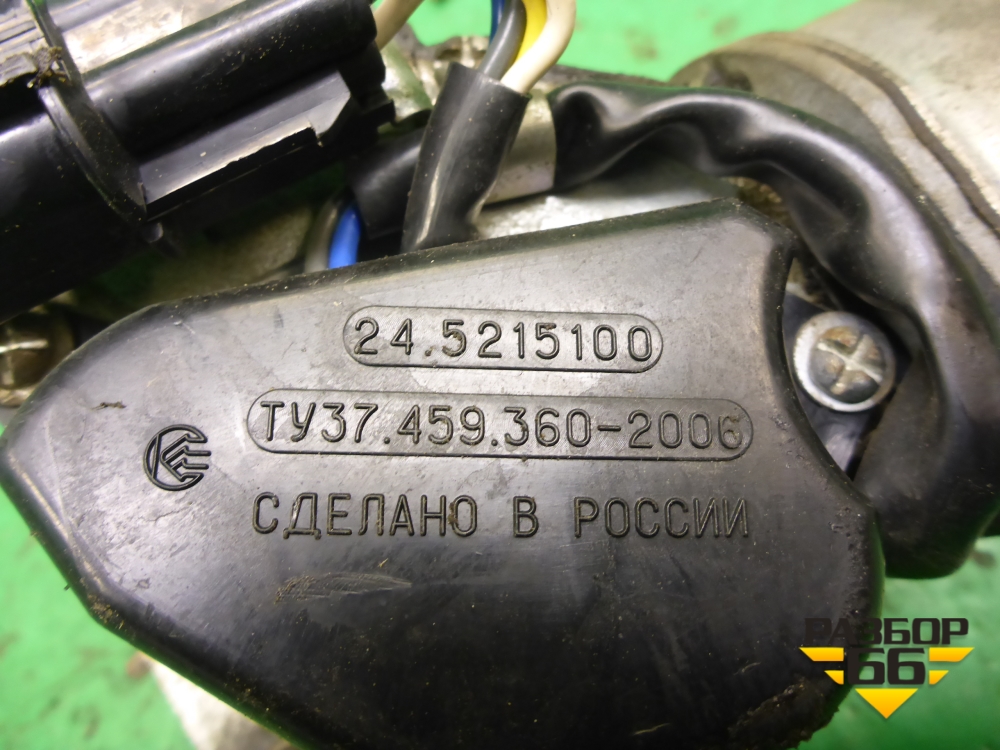 24.5215100
ТУ37.459.360-2006
СДЕЛАНО В РОССИИ
РАЗБОР
66